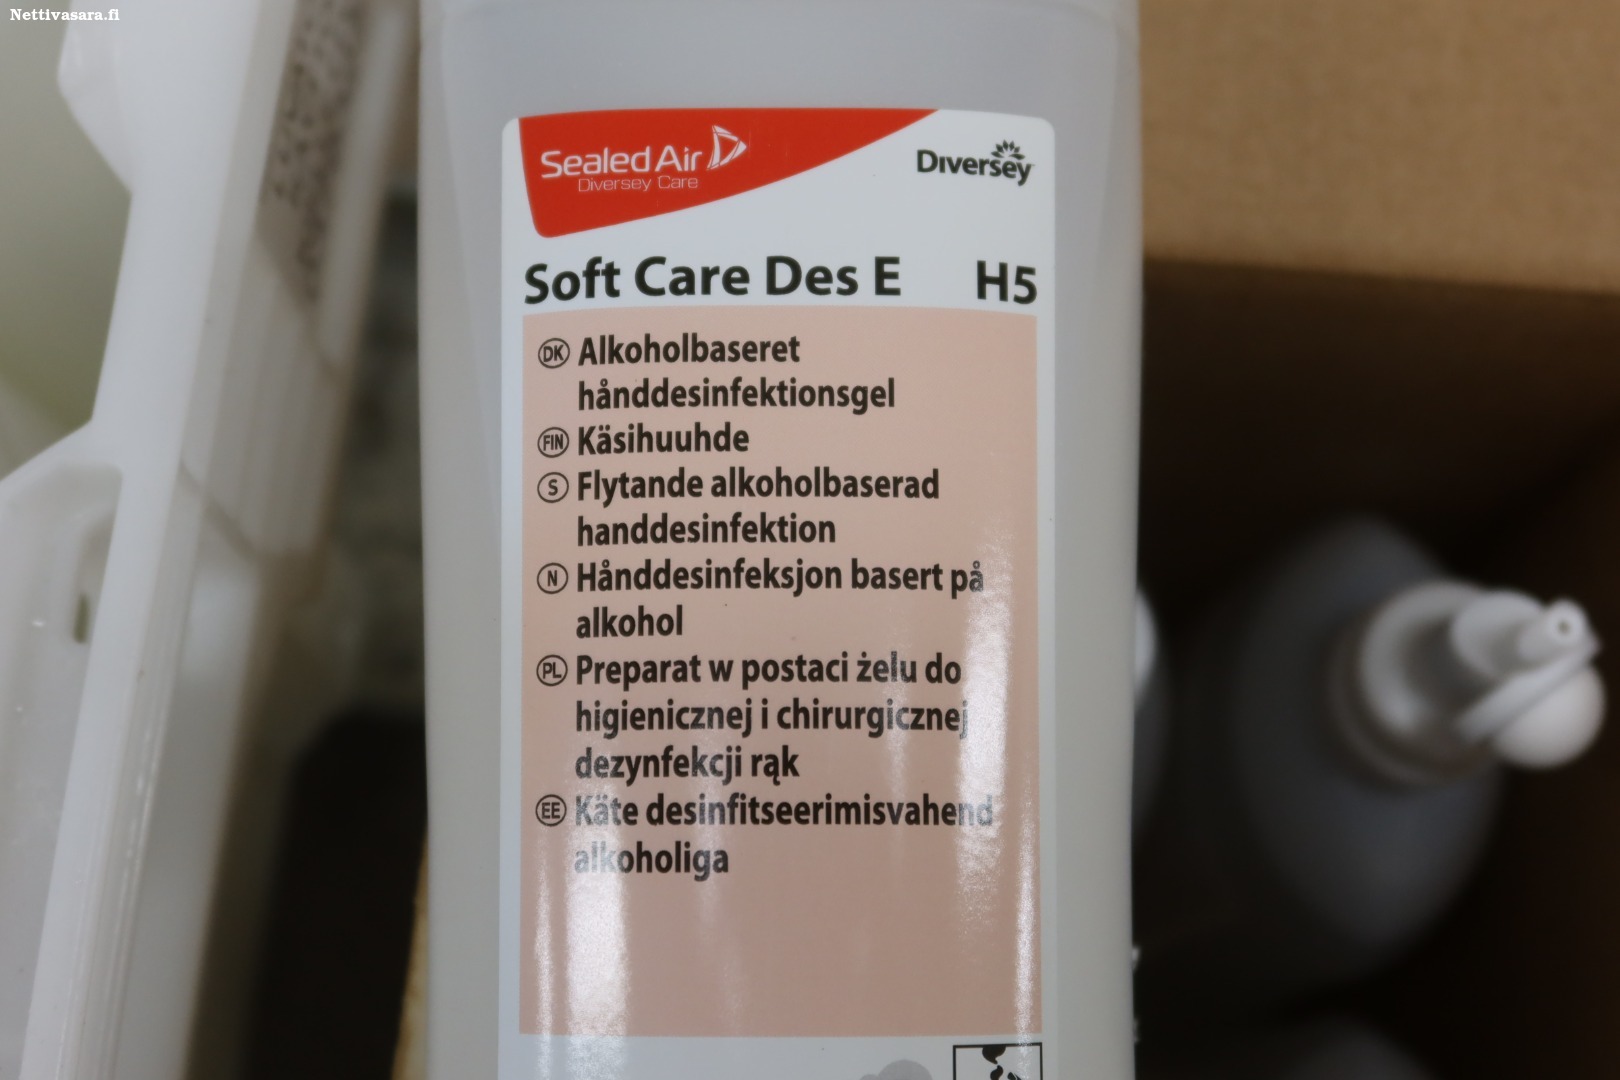 Nettivasara.fi
Sealed Air
Diversey Care
Diversey
Soft Care Des E H5
DK Alkoholbaseret
hånddesinfektionsgel
FIN Käsihuuhde
S Flytande alkoholbaserad
handdesinfektion
N Hånddesinfeksjon basert på
alkohol
PL Preparat w postaci żelu do
higienicznej i chirurgicznej
dezynfekcji rąk
EE Käte desinfitseerimisvahend
alkoholiga